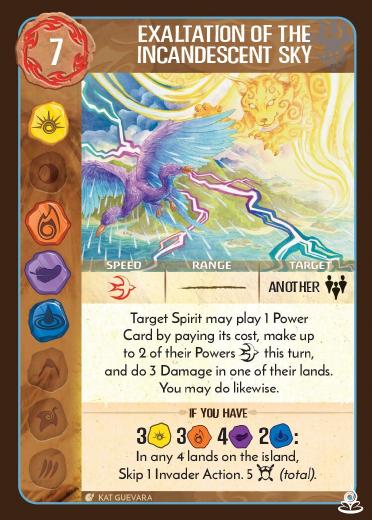 7
EXALTATION OF THE
INCANDESCENT SKY
SPEED RANGE TARGET
ANOTHER
Target Spirit may play 1 Power
Card by paying its cost, make up
to 2 of their Powers this turn,
and do 3 Damage in one of their lands.
You may do likewise.
IF YOU HAVE
3 3 4 2 :
In any 4 lands on the island,
Skip 1 Invader Action. 5 (total).
KAT GUEVARA